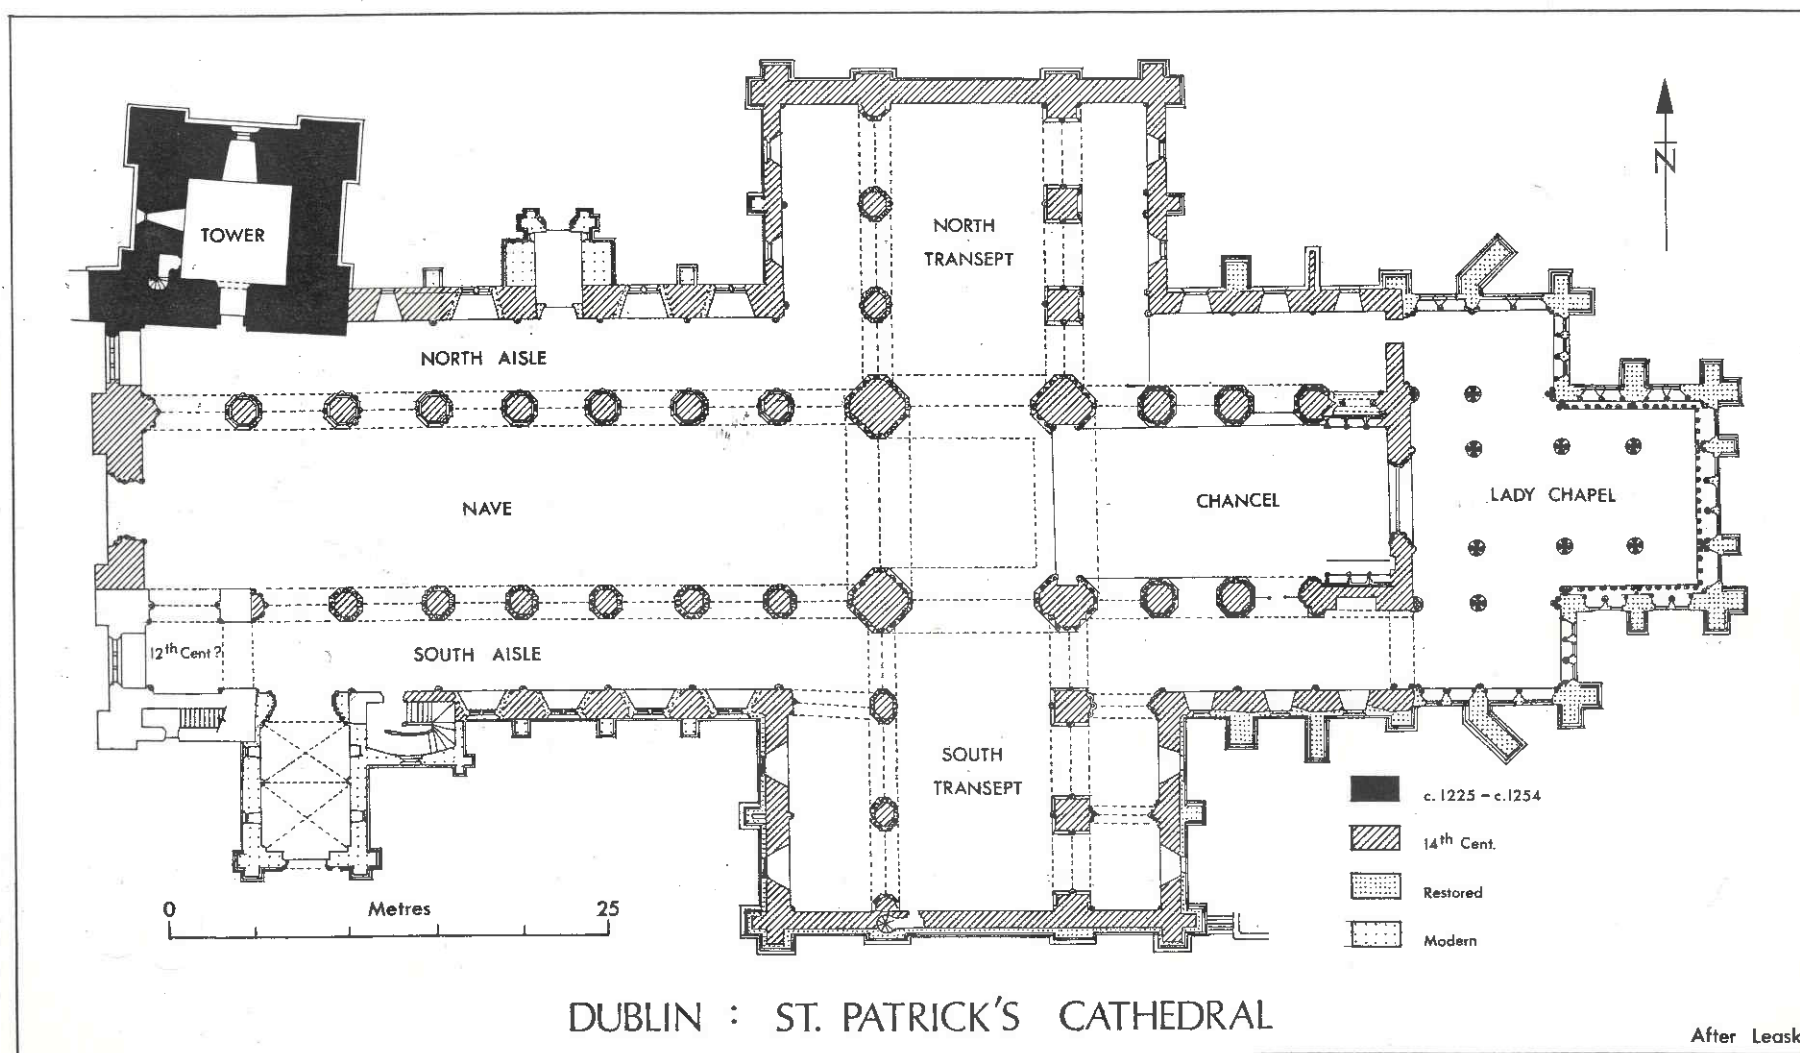 TOWER
N
NORTH
TRANSEPT
NORTH AISLE
NAVE
CHANCEL
LADY CHAPEL
12th Cent?
SOUTH AISLE
SOUTH
TRANSEPT
c. 1225 – c. 1254
14th Cent.
Restored
Modern
0 Metres 25
DUBLIN : ST. PATRICK'S CATHEDRAL
After Leask